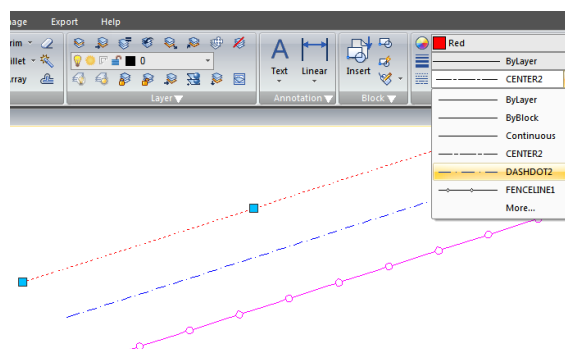 nage Export Help
rim
illet
rray
0
Layer
Text Linear
Annotation
Insert
Block
Red
ByLayer
CENTER2
ByLayer
ByBlock
Continuous
CENTER2
DASHDOT2
FENCELINE1
More...